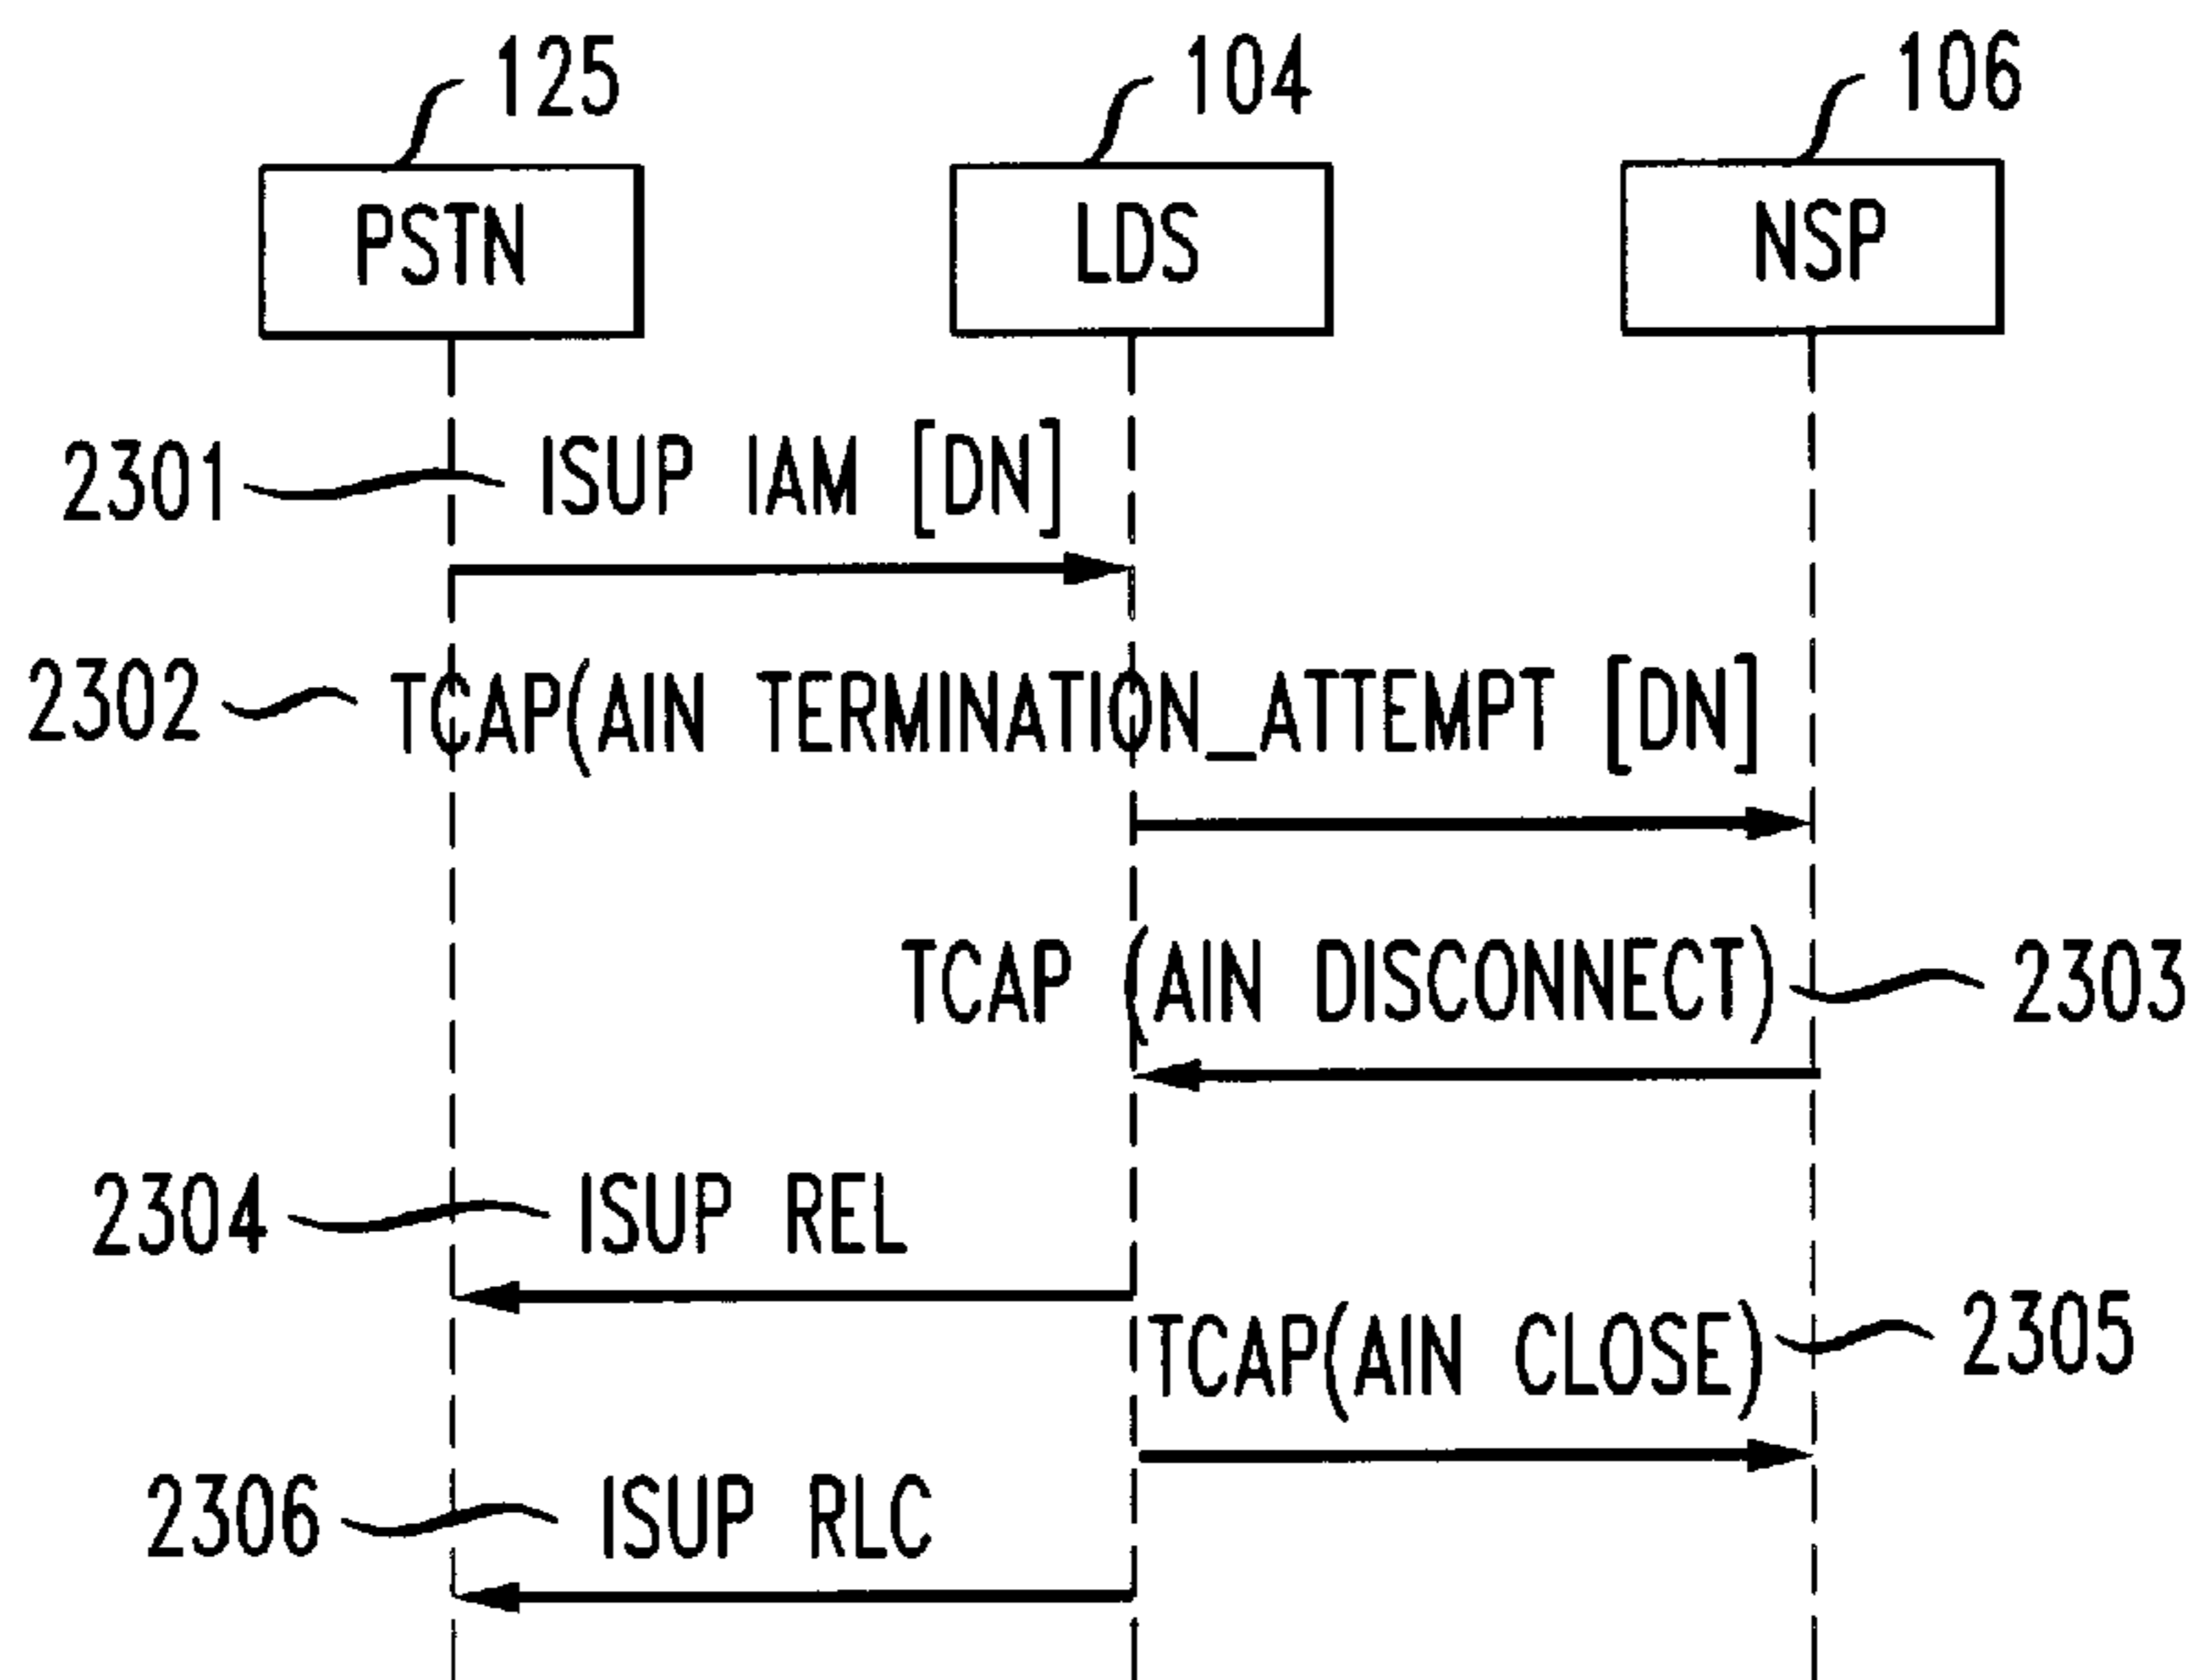 125 104 106
PSTN LDS NSP
2301 ISUP IAM [DN]
2302 TCAP(AIN TERMINATION_ATTEMPT [DN]
TCAP (AIN DISCONNECT) 2303
2304 ISUP REL
TCAP(AIN CLOSE) 2305
2306 ISUP RLC